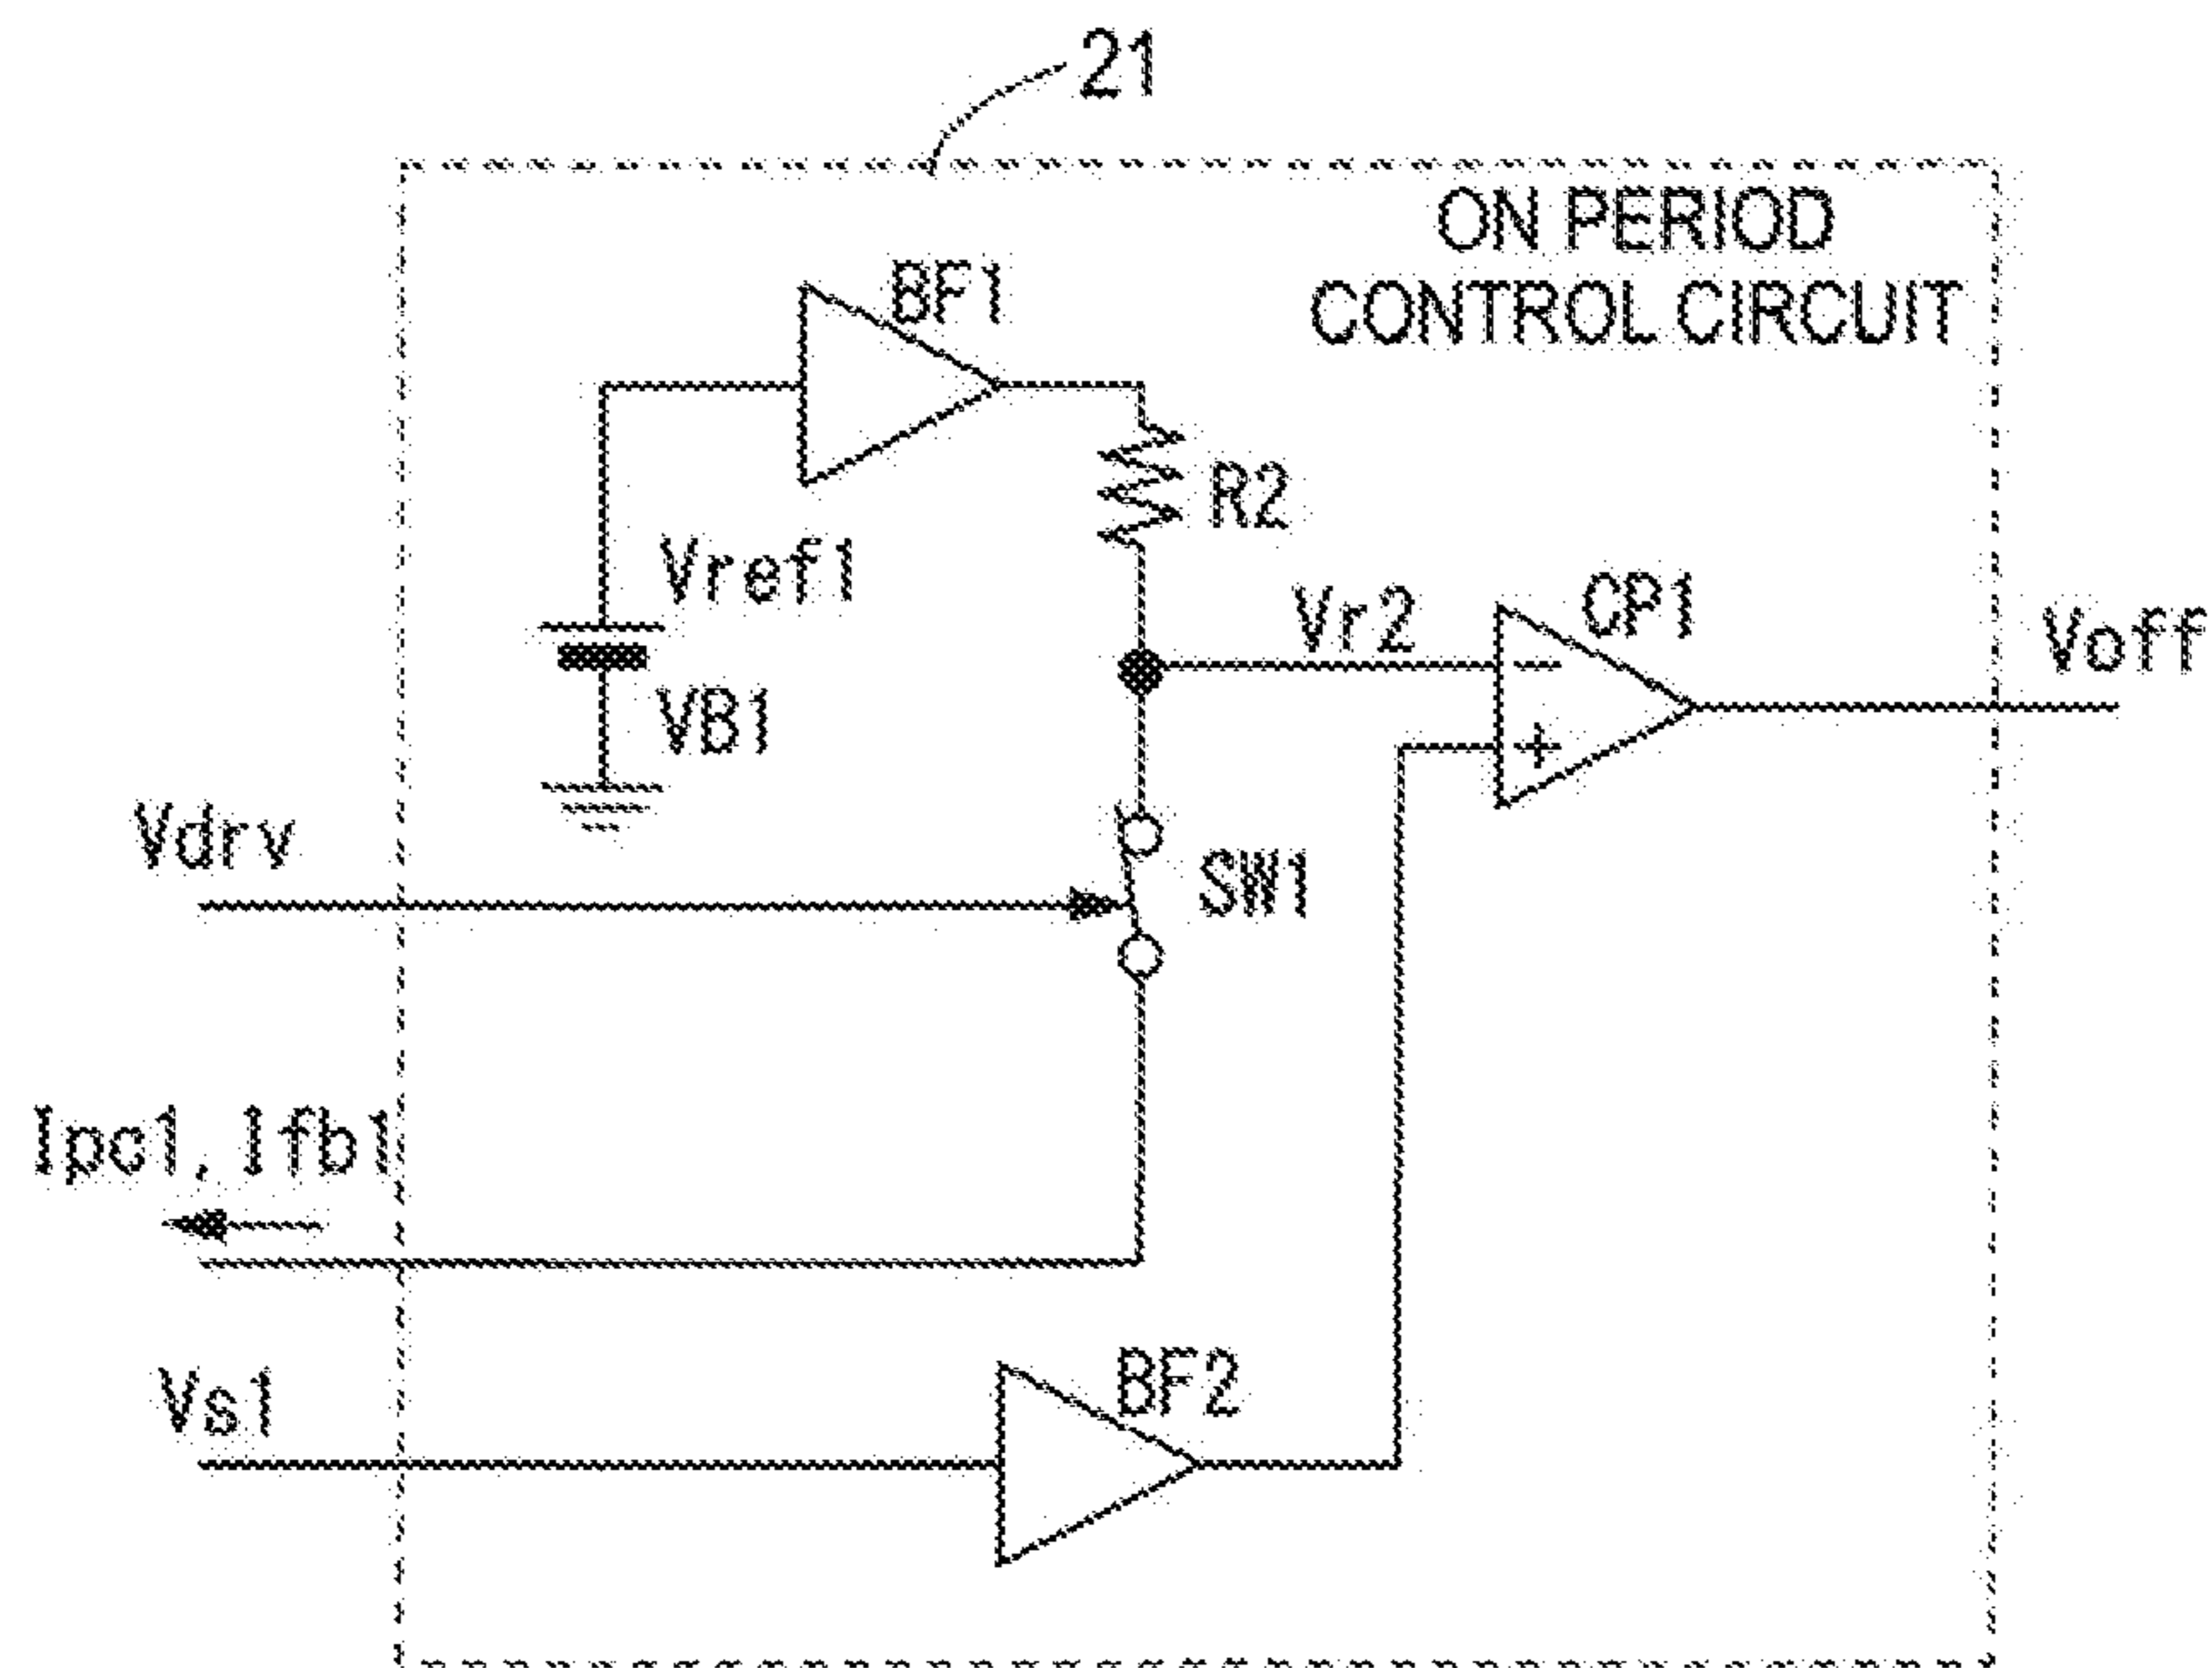 21
ON PERIOD
CONTROL CIRCUIT
BF1
R2
Vref1
Vr2
CP1
Voff
−
+
VB1
Vdrv
SW1
Ipc1, Ifb1
Vs1
BF2